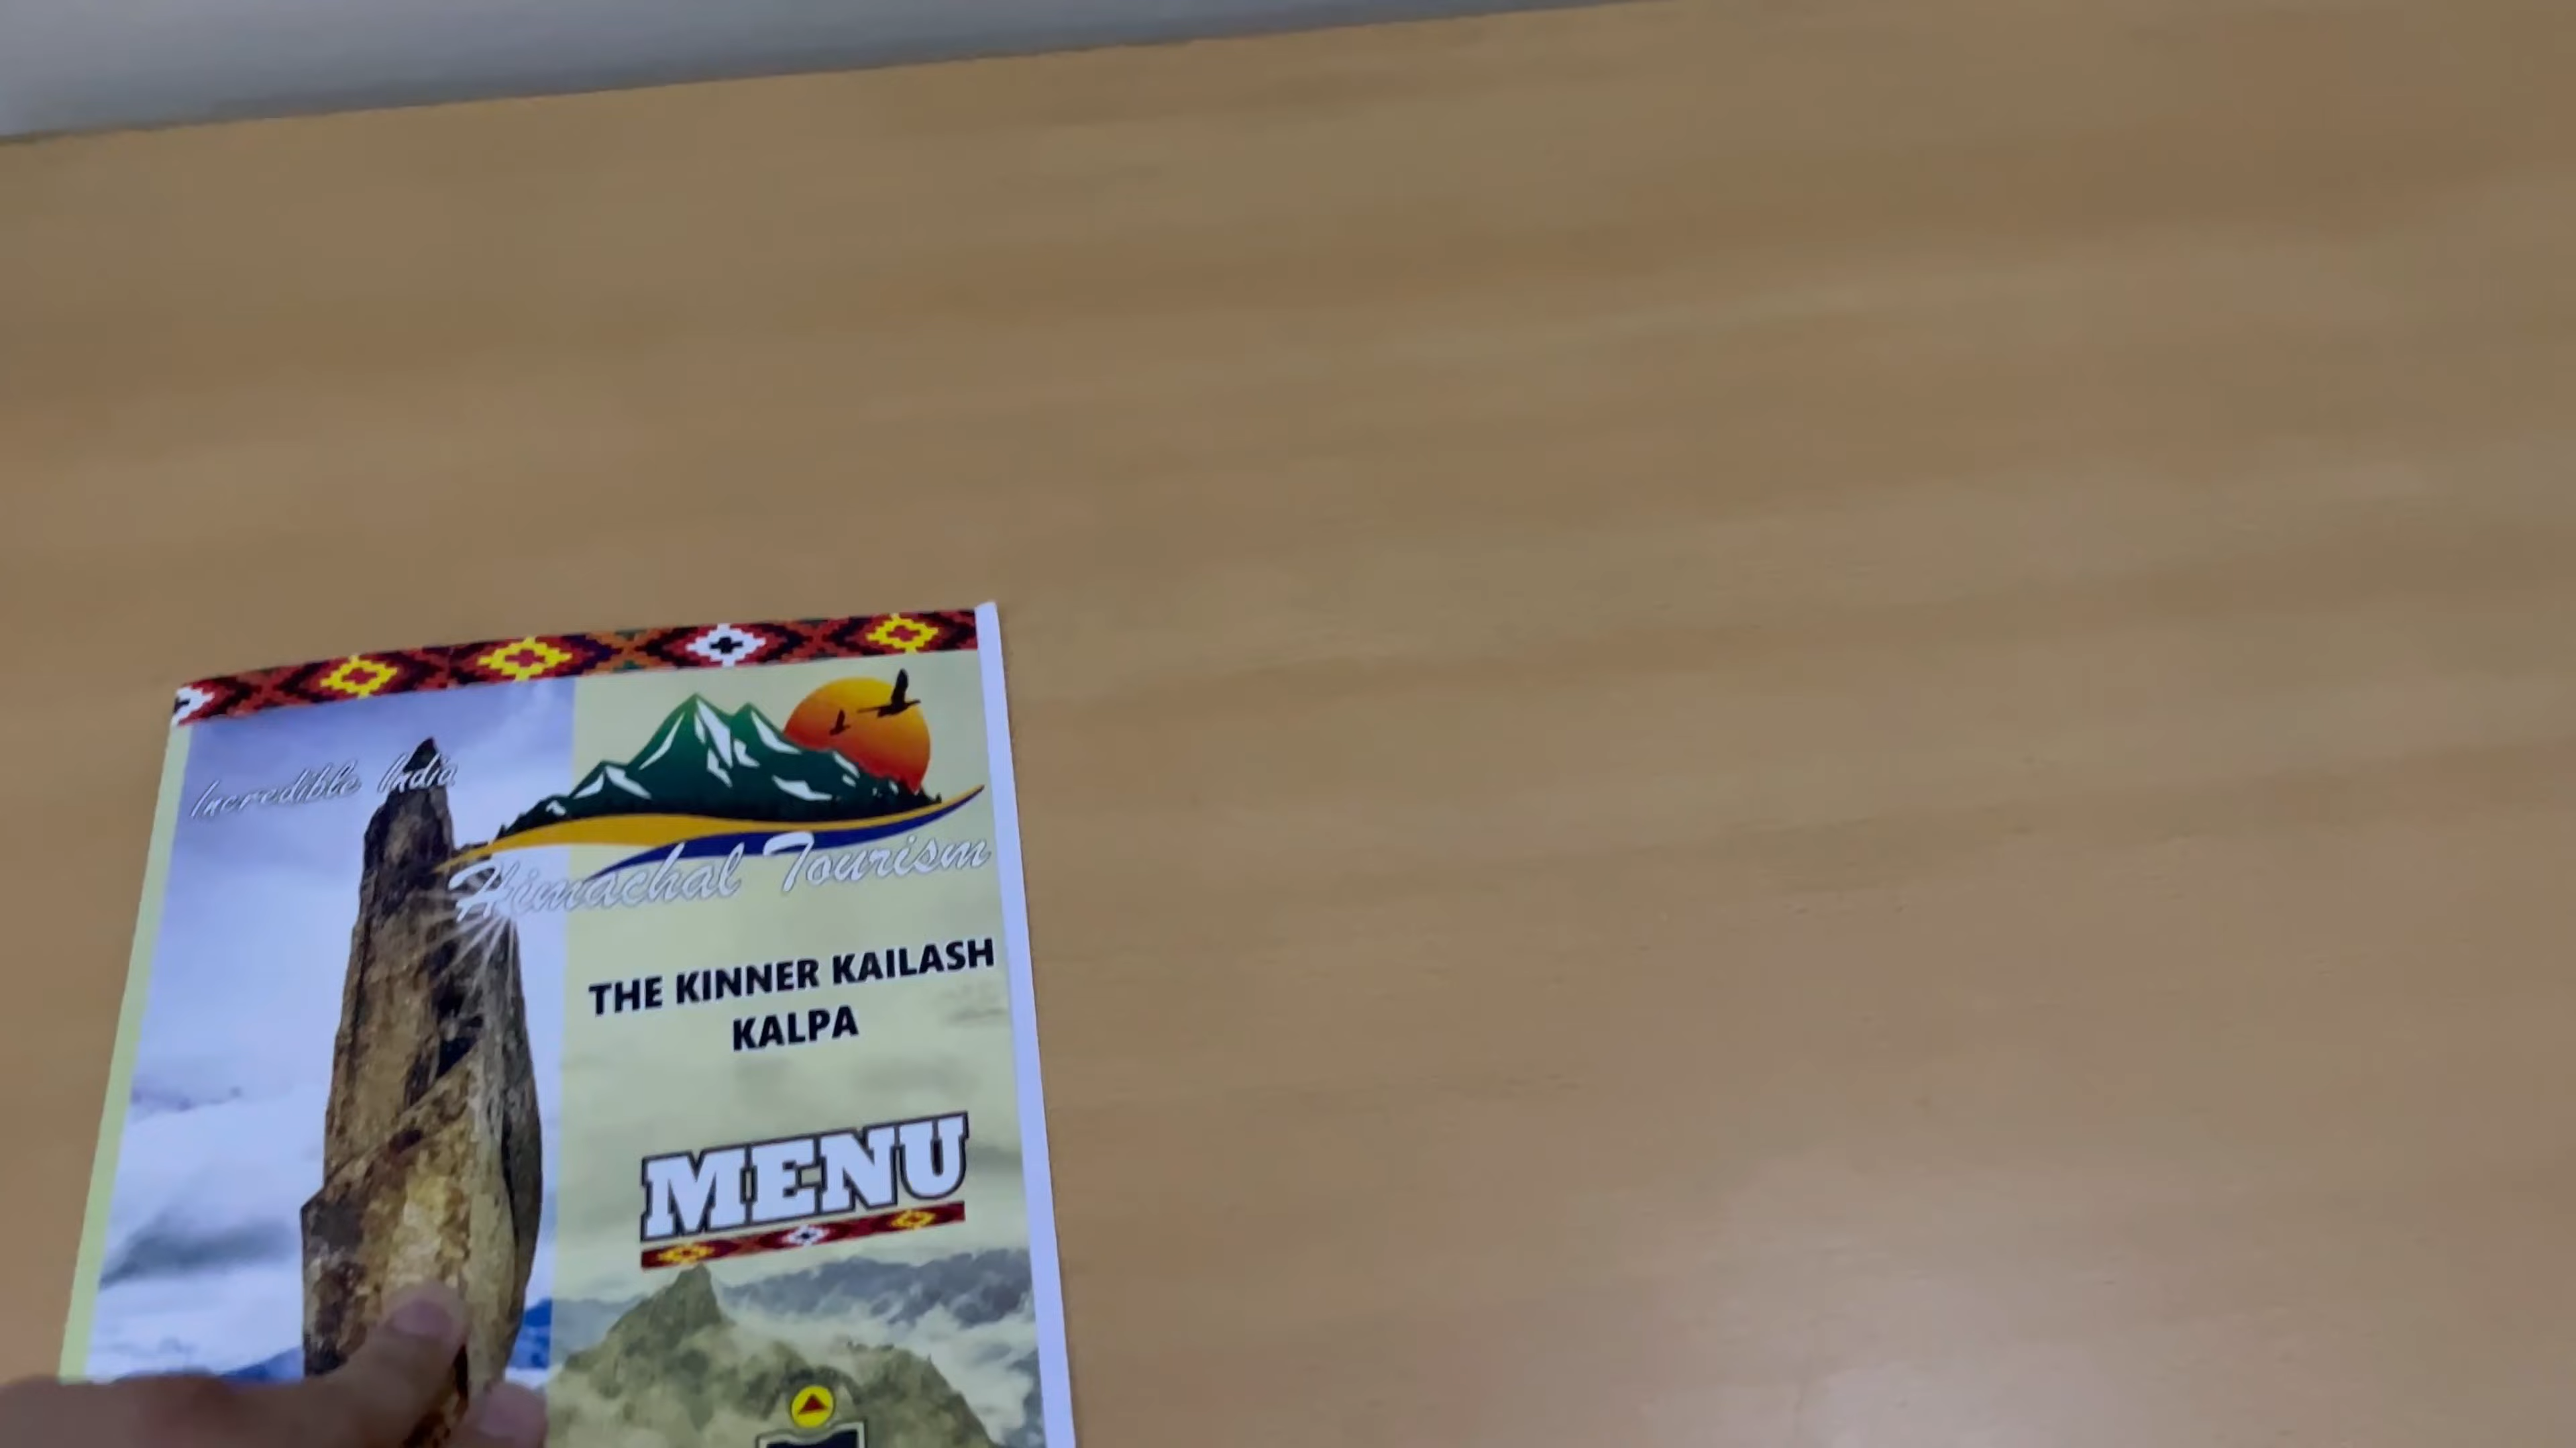 Incredible India
Himachal Tourism
THE KINNER KAILASH
KALPA
MENU